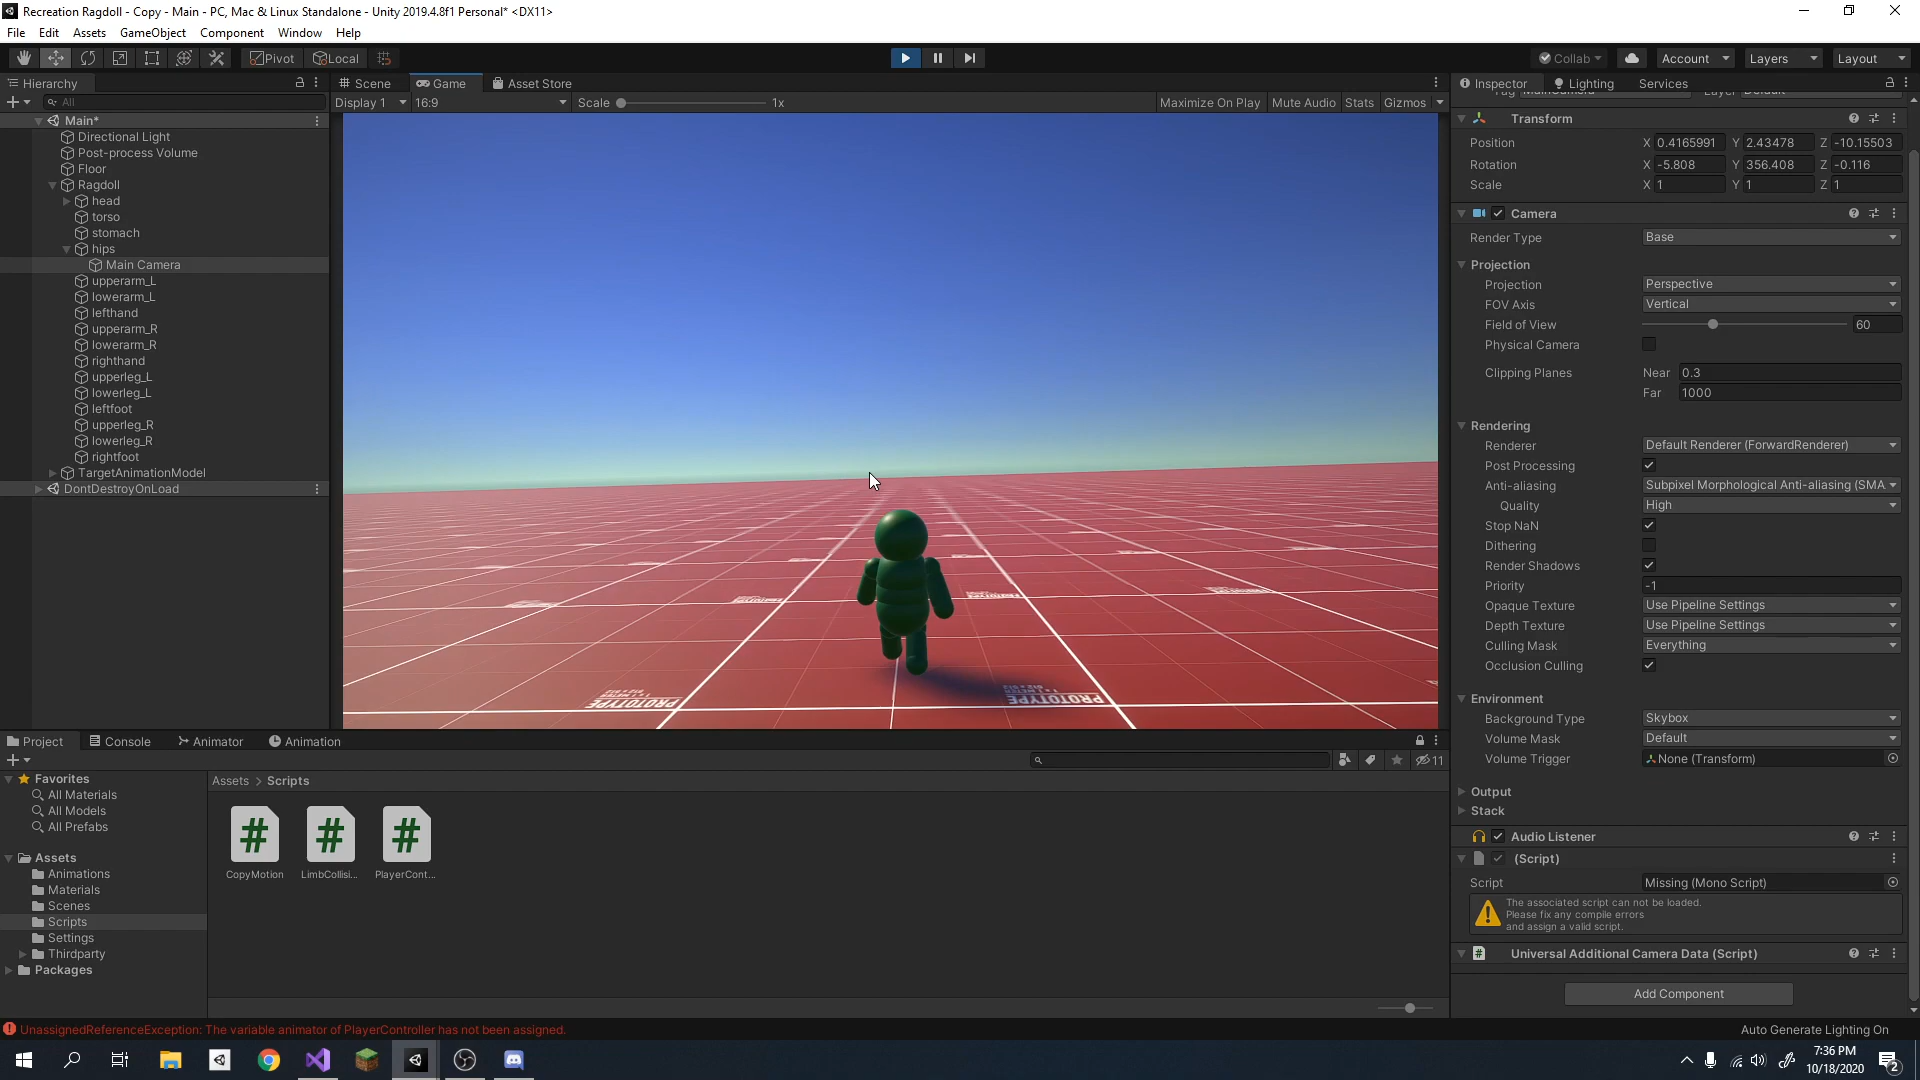 Recreation Ragdoll - Copy - Main - PC, Mac & Linux Standalone - Unity 2019.4.8f1 Personal* <DX11>
File Edit Assets GameObject Component Window Help
Pivot Local Collab Account Layers Layout
Hierarchy
All
Main*
Directional Light
Post-process Volume
Floor
Ragdoll
head
torso
stomach
hips
Main Camera
upperarm_L
lowerarm_L
lefthand
upperarm_R
lowerarm_R
righthand
upperleg_L
lowerleg_L
leftfoot
upperleg_R
lowerleg_R
rightfoot
TargetAnimationModel
DontDestroyOnLoad
Scene Game Asset Store
Display 1 16:9 Scale 1x Maximize On Play Mute Audio Stats Gizmos
PROTOTYPE
PROTOTYPE
Inspector Lighting Services
Transform
Position X 0.4165991 Y 2.43478 Z -10.15503
Rotation X -5.808 Y 356.408 Z -0.116
Scale X 1 Y 1 Z 1
Camera
Render Type Base
Projection
Projection Perspective
FOV Axis Vertical
Field of View 60
Physical Camera
Clipping Planes Near 0.3
Far 1000
Rendering
Renderer Default Renderer (ForwardRenderer)
Post Processing
Anti-aliasing Subpixel Morphological Anti-aliasing (SMA
Quality High
Stop NaN
Dithering
Render Shadows
Priority -1
Opaque Texture Use Pipeline Settings
Depth Texture Use Pipeline Settings
Culling Mask Everything
Occlusion Culling
Environment
Background Type Skybox
Volume Mask Default
Volume Trigger None (Transform)
Output
Stack
Audio Listener
(Script)
Script Missing (Mono Script)
The associated script can not be loaded.
Please fix any compile errors
and assign a valid script.
Universal Additional Camera Data (Script)
Add Component
Project Console Animator Animation
11
Favorites
All Materials
All Models
All Prefabs
Assets
Animations
Materials
Scenes
Scripts
Settings
Thirdparty
Packages
Assets > Scripts
CopyMotion LimbCollisi... PlayerCont...
UnassignedReferenceException: The variable animator of PlayerController has not been assigned.
Auto Generate Lighting On
7:36 PM
10/18/2020
2